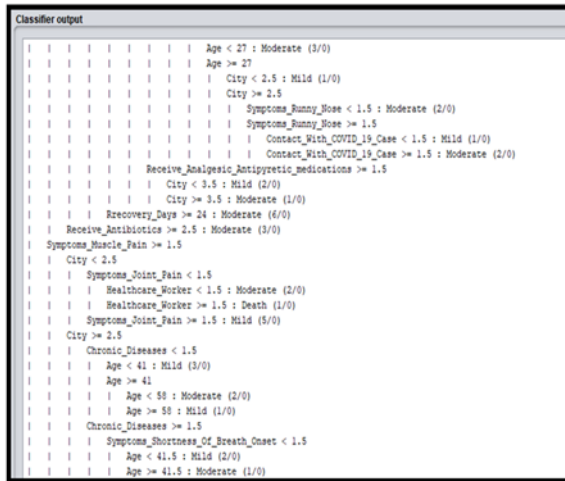 Classifier output
| | | | | | | | | Age < 27 : Moderate (3/0)
| | | | | | | | | Age >= 27
| | | | | | | | | | City < 2.5 : Mild (1/0)
| | | | | | | | | | City >= 2.5
| | | | | | | | | | | Symptoms_Runny_Nose < 1.5 : Moderate (2/0)
| | | | | | | | | | | Symptoms_Runny_Nose >= 1.5
| | | | | | | | | | | | Contact_With_COVID_19_Case < 1.5 : Mild (1/0)
| | | | | | | | | | | | Contact_With_COVID_19_Case >= 1.5 : Moderate (2/0)
| | | | | | Receive_Analgesic_Antipyretic_medications >= 1.5
| | | | | | | City < 3.5 : Mild (2/0)
| | | | | | | City >= 3.5 : Moderate (1/0)
| | | | Rrecovery_Days >= 24 : Moderate (6/0)
| | Receive_Antibiotics >= 2.5 : Moderate (3/0)
| Symptoms_Muscle_Pain >= 1.5
| | City < 2.5
| | | Symptoms_Joint_Pain < 1.5
| | | | Healthcare_Worker < 1.5 : Moderate (2/0)
| | | | Healthcare_Worker >= 1.5 : Death (1/0)
| | | Symptoms_Joint_Pain >= 1.5 : Mild (5/0)
| | City >= 2.5
| | | Chronic_Diseases < 1.5
| | | | Age < 41 : Mild (3/0)
| | | | Age >= 41
| | | | | Age < 58 : Moderate (2/0)
| | | | | Age >= 58 : Mild (1/0)
| | | Chronic_Diseases >= 1.5
| | | | Symptoms_Shortness_Of_Breath_Onset < 1.5
| | | | | Age < 41.5 : Mild (2/0)
| | | | | Age >= 41.5 : Moderate (1/0)